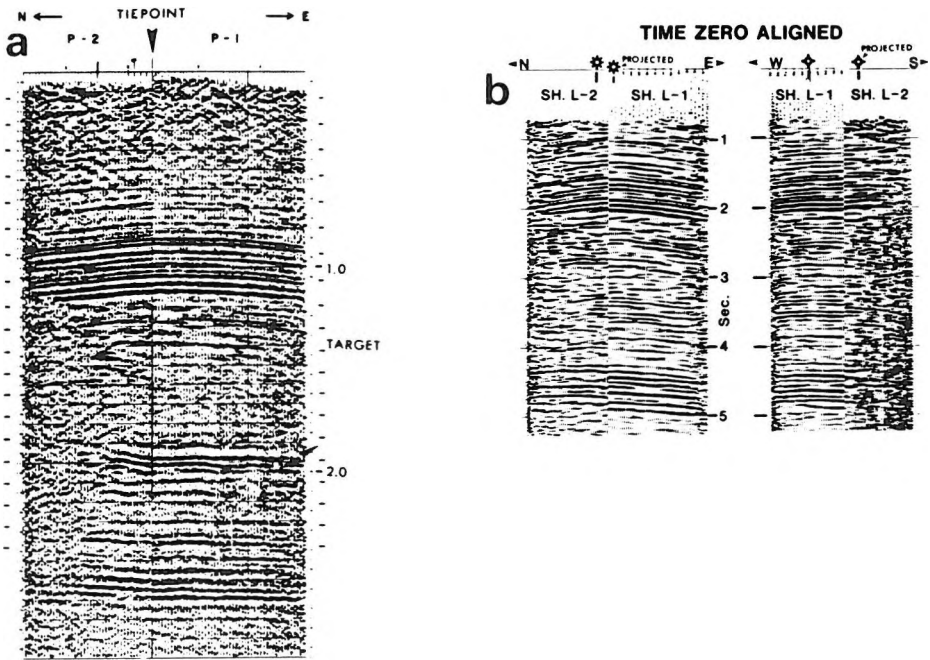 N TIEPOINT E
a P-2 P-1
1.0
TARGET
2.0
TIME ZERO ALIGNED
b N PROJECTED E W PROJECTED S
SH. L-2 SH. L-1 SH. L-1 SH. L-2
1
2
3
Sec.
4
5